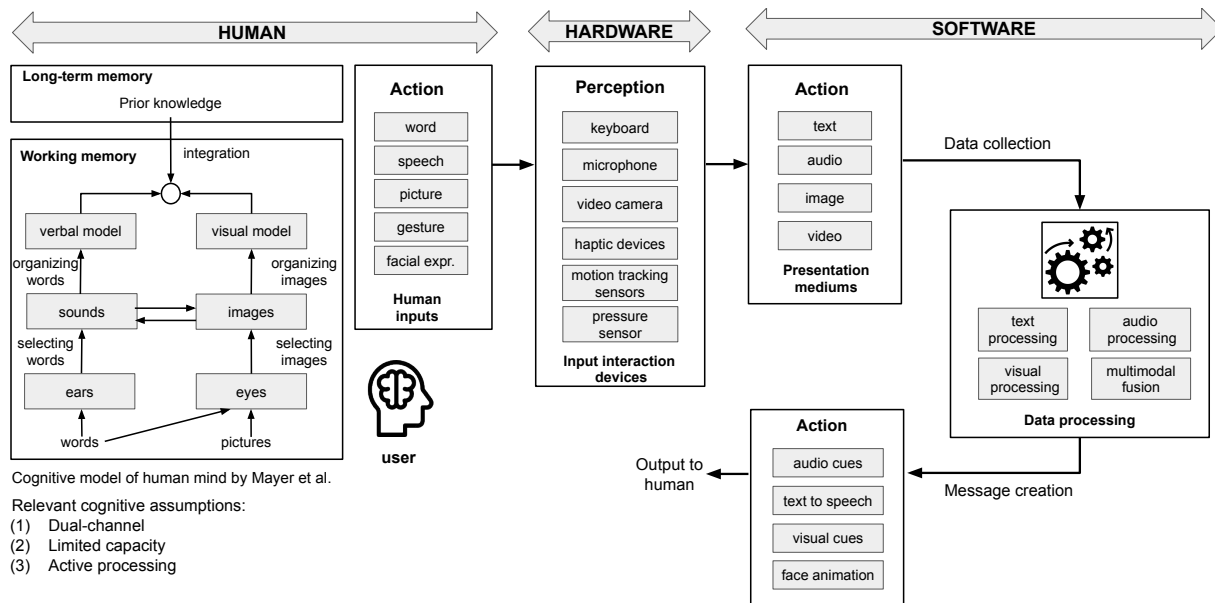 HUMAN
HARDWARE
SOFTWARE
Long-term memory
Prior knowledge
Working memory
integration
verbal model
visual model
organizing
words
organizing
images
sounds
images
selecting
words
selecting
images
ears
eyes
words
pictures
Cognitive model of human mind by Mayer et al.
Relevant cognitive assumptions:
(1) Dual-channel
(2) Limited capacity
(3) Active processing
Action
word
speech
picture
gesture
facial expr.
Human
inputs
user
Perception
keyboard
microphone
video camera
haptic devices
motion tracking
sensors
pressure
sensor
Input interaction
devices
Action
text
audio
image
video
Presentation
mediums
Data collection
text
processing
audio
processing
visual
processing
multimodal
fusion
Data processing
Message creation
Action
audio cues
text to speech
visual cues
face animation
Output to
human